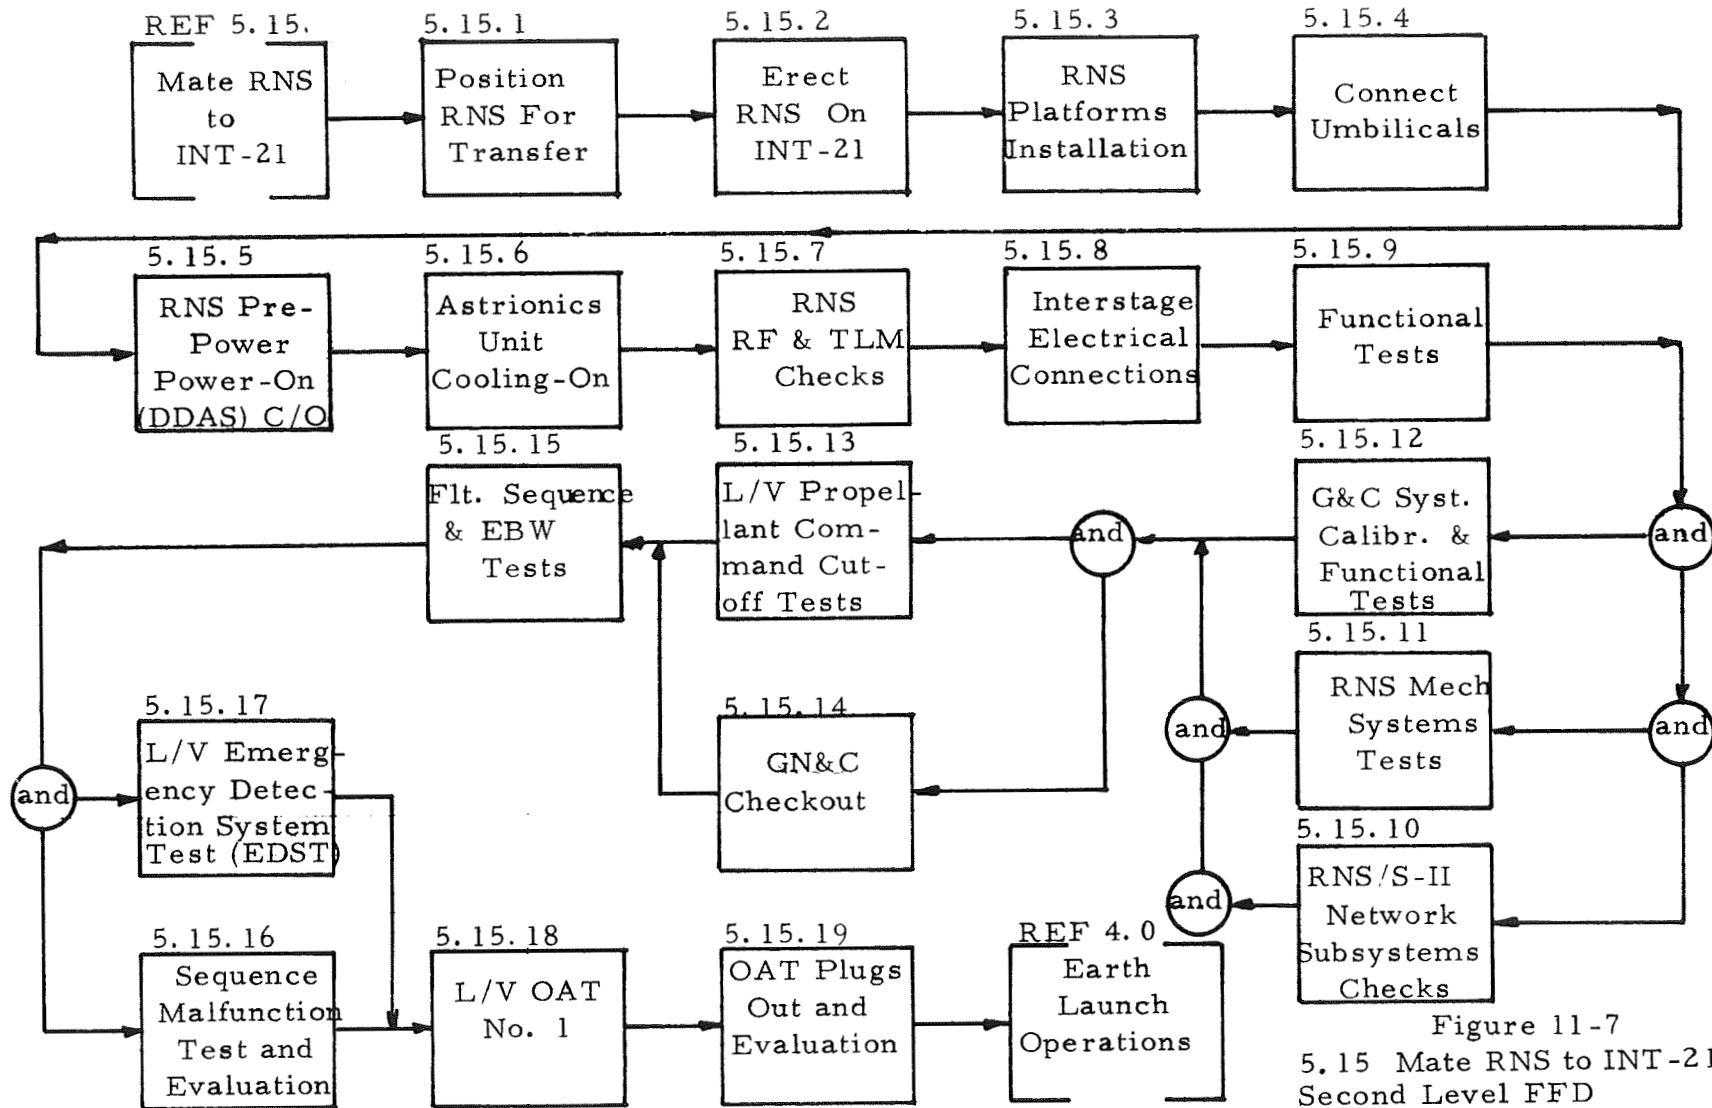 REF 5.15.
Mate RNS
to
INT-21
5.15.1
Position
RNS For
Transfer
5.15.2
Erect
RNS On
INT-21
5.15.3
RNS
Platforms
Installation
5.15.4
Connect
Umbilicals
5.15.5
RNS Pre-
Power
Power-On
(DDAS) C/O
5.15.6
Astrionics
Unit
Cooling-On
5.15.7
RNS
RF & TLM
Checks
5.15.8
Interstage
Electrical
Connections
5.15.9
Functional
Tests
5.15.15
Flt. Sequence
& EBW
Tests
5.15.13
L/V Propel-
lant Com-
mand Cut-
off Tests
and
5.15.12
G&C Syst.
Calibr. &
Functional
Tests
and
5.15.11
RNS Mech
Systems
Tests
and
and
5.15.14
GN&C
Checkout
5.15.17
L/V Emerg-
ency Detec-
tion System
Test (EDST)
and
5.15.10
RNS/S-II
Network
Subsystems
Checks
and
5.15.16
Sequence
Malfunction
Test and
Evaluation
5.15.18
L/V OAT
No. 1
5.15.19
OAT Plugs
Out and
Evaluation
REF 4.0
Earth
Launch
Operations
Figure 11-7
5.15 Mate RNS to INT-21
Second Level FFD